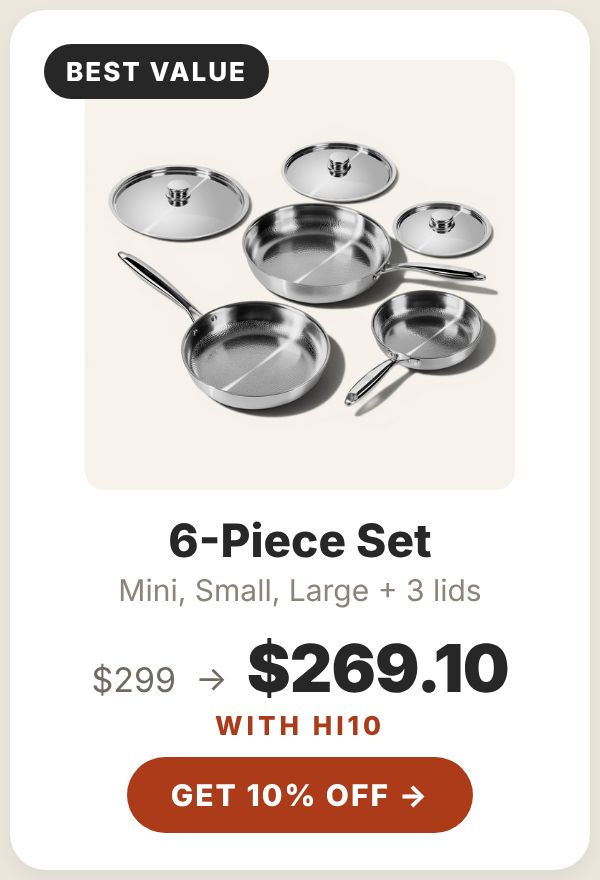 BEST VALUE
6-Piece Set
Mini, Small, Large + 3 lids
$299 → $269.10
WITH HI10
GET 10% OFF →